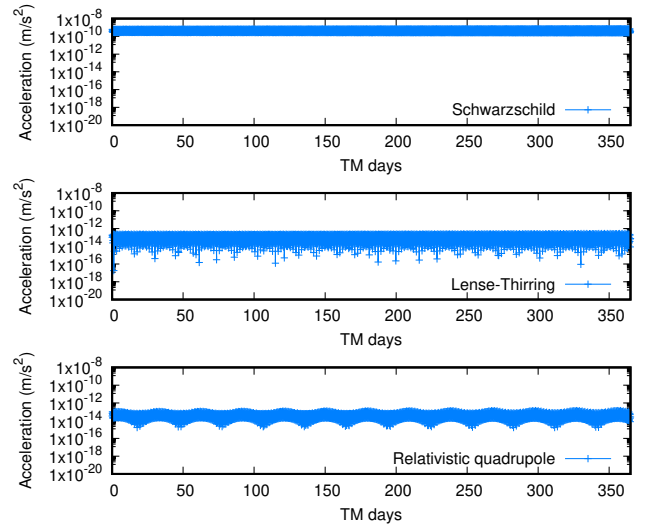 Acceleration (m/s²)
1x10⁻⁸
1x10⁻¹⁰
1x10⁻¹²
1x10⁻¹⁴
1x10⁻¹⁶
1x10⁻¹⁸
1x10⁻²⁰
Schwarzschild
0 50 100 150 200 250 300 350
TM days
Acceleration (m/s²)
1x10⁻⁸
1x10⁻¹⁰
1x10⁻¹²
1x10⁻¹⁴
1x10⁻¹⁶
1x10⁻¹⁸
1x10⁻²⁰
Lense-Thirring
0 50 100 150 200 250 300 350
TM days
Acceleration (m/s²)
1x10⁻⁸
1x10⁻¹⁰
1x10⁻¹²
1x10⁻¹⁴
1x10⁻¹⁶
1x10⁻¹⁸
1x10⁻²⁰
Relativistic quadrupole
0 50 100 150 200 250 300 350
TM days